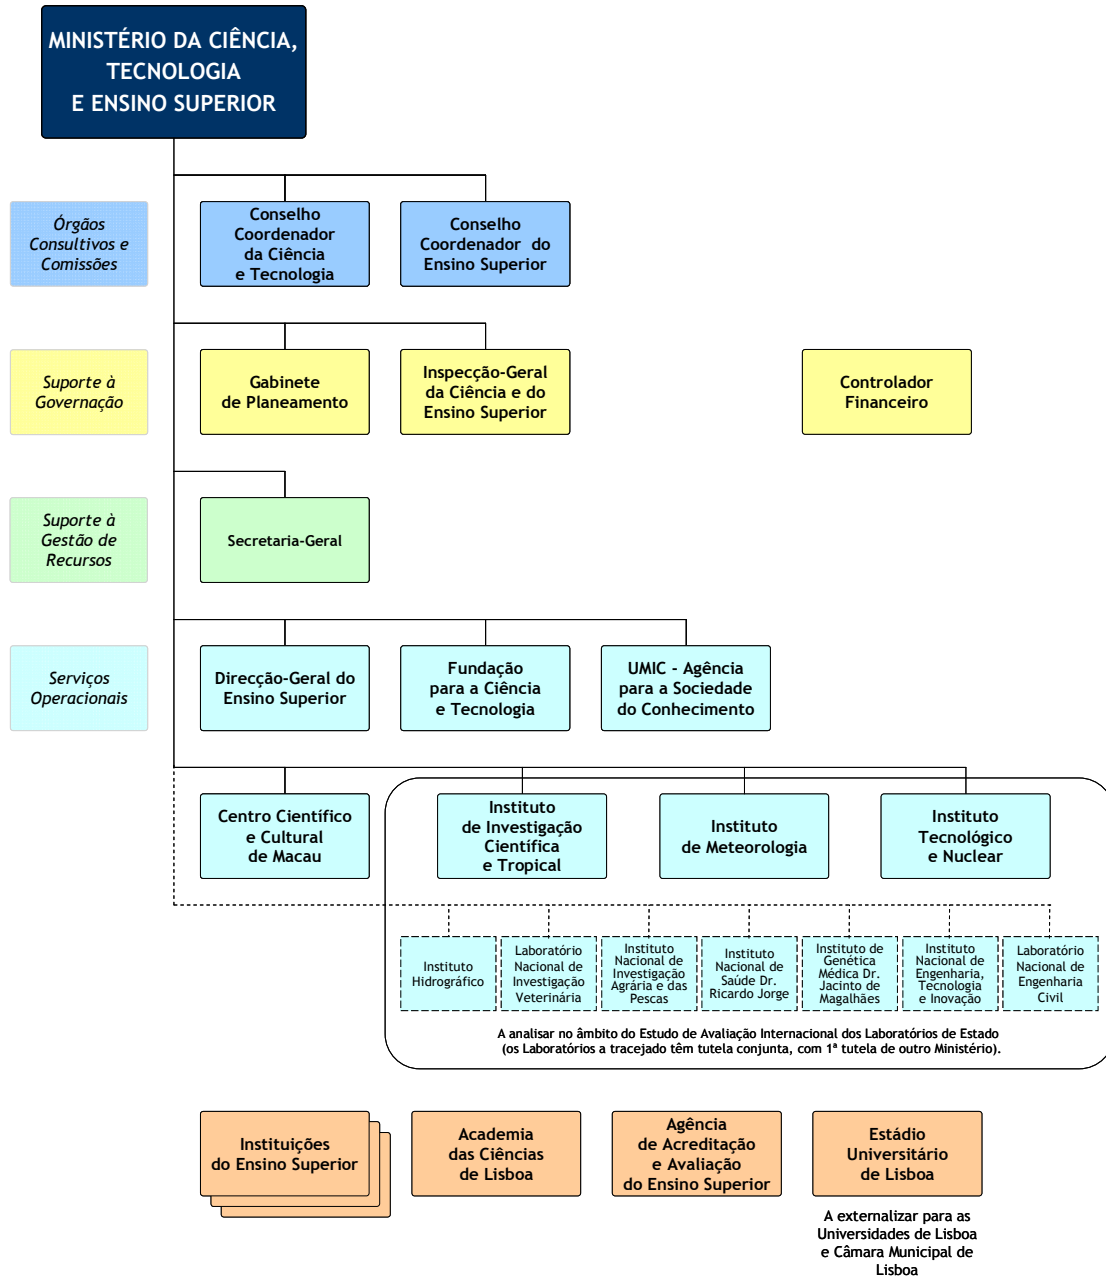 MINISTÉRIO DA CIÊNCIA,
TECNOLOGIA
E ENSINO SUPERIOR
Órgãos
Consultivos e
Comissões
Conselho
Coordenador
da Ciência
e Tecnologia
Conselho
Coordenador do
Ensino Superior
Suporte à
Governação
Gabinete
de Planeamento
Inspecção-Geral
da Ciência e do
Ensino Superior
Controlador
Financeiro
Suporte à
Gestão de
Recursos
Secretaria-Geral
Serviços
Operacionais
Direcção-Geral do
Ensino Superior
Fundação
para a Ciência
e Tecnologia
UMIC - Agência
para a Sociedade
do Conhecimento
Centro Científico
e Cultural
de Macau
Instituto
de Investigação
Científica
e Tropical
Instituto
de Meteorologia
Instituto
Tecnológico
e Nuclear
Instituto
Hidrográfico
Laboratório
Nacional de
Investigação
Veterinária
Instituto
Nacional de
Investigação
Agrária e das
Pescas
Instituto
Nacional de
Saúde Dr.
Ricardo Jorge
Instituto de
Genética
Médica Dr.
Jacinto de
Magalhães
Instituto
Nacional de
Engenharia,
Tecnologia
e Inovação
Laboratório
Nacional de
Engenharia
Civil
A analisar no âmbito do Estudo de Avaliação Internacional dos Laboratórios de Estado
(os Laboratórios a tracejado têm tutela conjunta, com 1ª tutela de outro Ministério).
Instituições
do Ensino Superior
Academia
das Ciências
de Lisboa
Agência
de Acreditação
e Avaliação
do Ensino Superior
Estádio
Universitário
de Lisboa
A externalizar para as
Universidades de Lisboa
e Câmara Municipal de
Lisboa